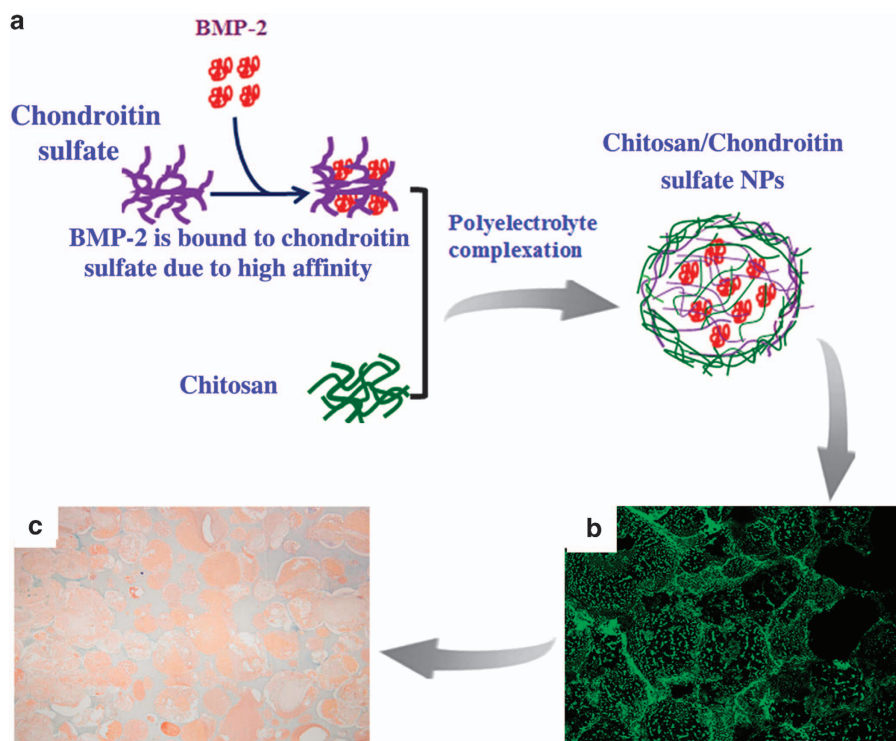 a
BMP-2
Chondroitin
sulfate
BMP-2 is bound to chondroitin
sulfate due to high affinity
Chitosan
Polyelectrolyte
complexation
Chitosan/Chondroitin
sulfate NPs
c
b